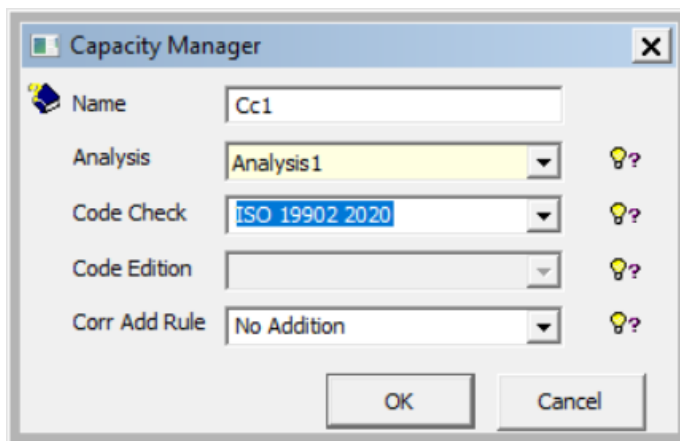 Capacity Manager
Name Cc1
Analysis Analysis1
Code Check ISO 19902 2020
Code Edition
Corr Add Rule No Addition
OK Cancel